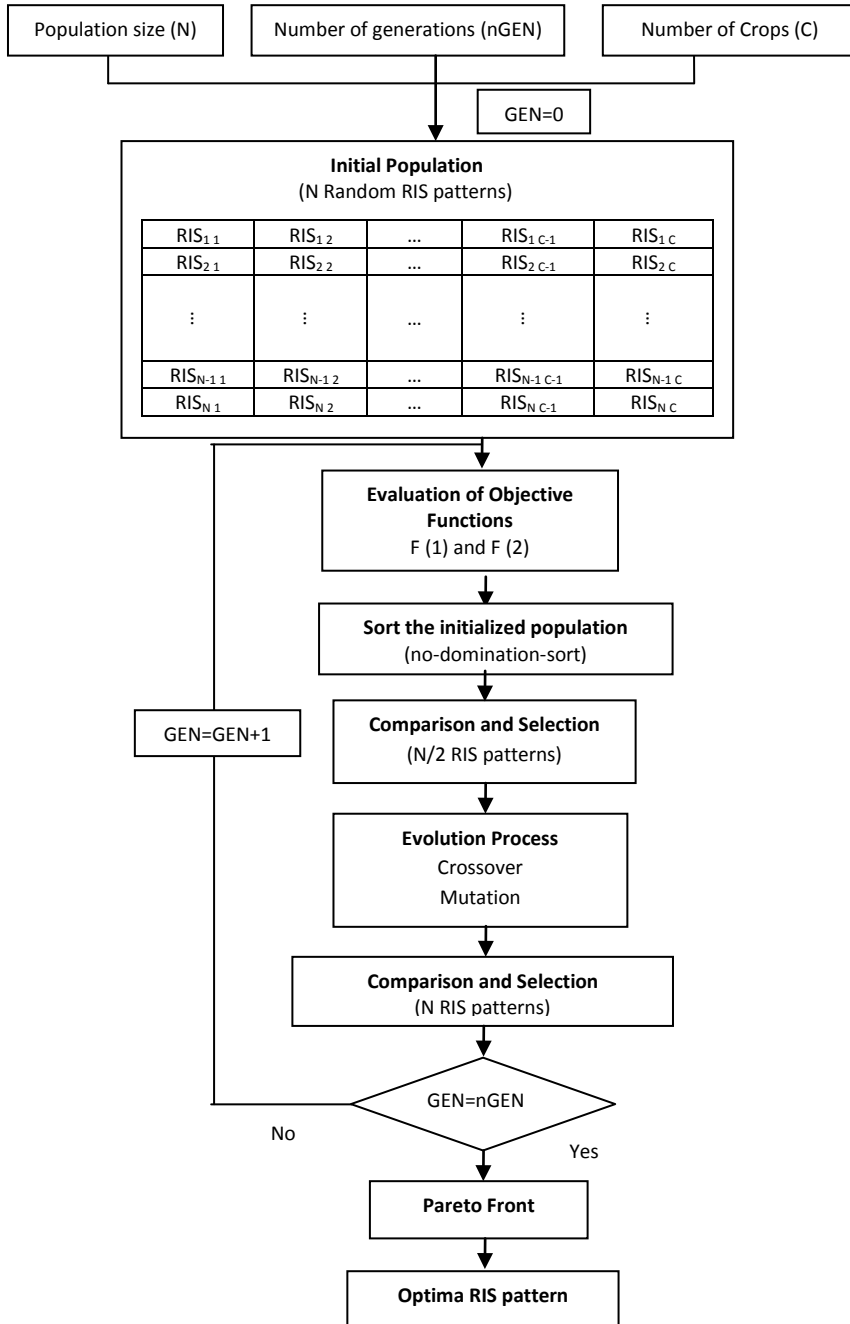 Population size (N)
Number of generations (nGEN)
Number of Crops (C)
GEN=0
Initial Population
(N Random RIS patterns)
RIS1 1 RIS1 2 ... RIS1 C-1 RIS1 C
RIS2 1 RIS2 2 ... RIS2 C-1 RIS2 C
⋮ ⋮ ... ⋮ ⋮
RISN-1 1 RISN-1 2 ... RISN-1 C-1 RISN-1 C
RISN 1 RISN 2 ... RISN C-1 RISN C
Evaluation of Objective
Functions
F (1) and F (2)
Sort the initialized population
(no-domination-sort)
GEN=GEN+1
Comparison and Selection
(N/2 RIS patterns)
Evolution Process
Crossover
Mutation
Comparison and Selection
(N RIS patterns)
GEN=nGEN
No
Yes
Pareto Front
Optima RIS pattern